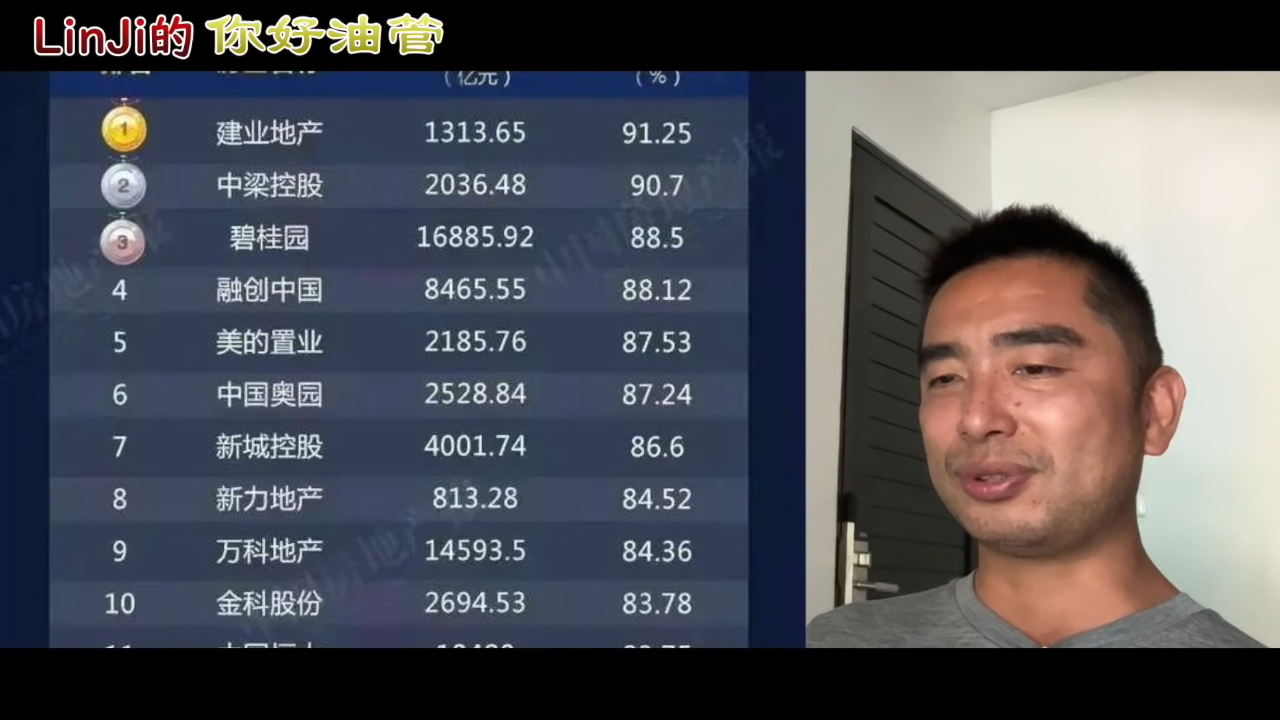 LinJi的 你好油管
(亿元) (%)
1 建业地产 1313.65 91.25
2 中梁控股 2036.48 90.7
3 碧桂园 16885.92 88.5
4 融创中国 8465.55 88.12
5 美的置业 2185.76 87.53
6 中国奥园 2528.84 87.24
7 新城控股 4001.74 86.6
8 新力地产 813.28 84.52
9 万科地产 14593.5 84.36
10 金科股份 2694.53 83.78